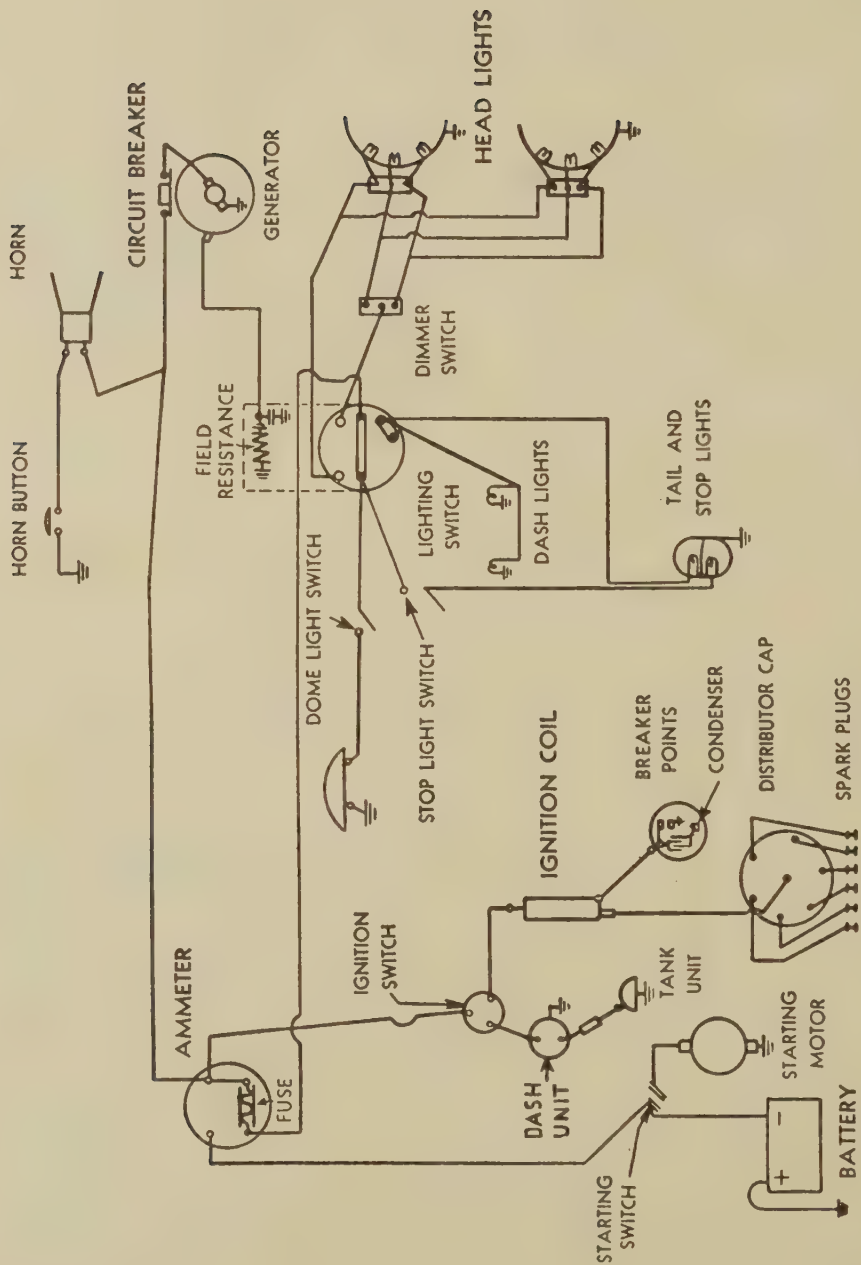 HORN BUTTON
HORN
CIRCUIT BREAKER
GENERATOR
FIELD
RESISTANCE
HEAD LIGHTS
DIMMER
SWITCH
LIGHTING
SWITCH
DASH LIGHTS
TAIL AND
STOP LIGHTS
DOME LIGHT SWITCH
STOP LIGHT SWITCH
AMMETER
FUSE
IGNITION
SWITCH
IGNITION COIL
BREAKER
POINTS
CONDENSER
DISTRIBUTOR CAP
SPARK PLUGS
TANK
UNIT
DASH
UNIT
STARTING
MOTOR
STARTING
SWITCH
+
-
BATTERY